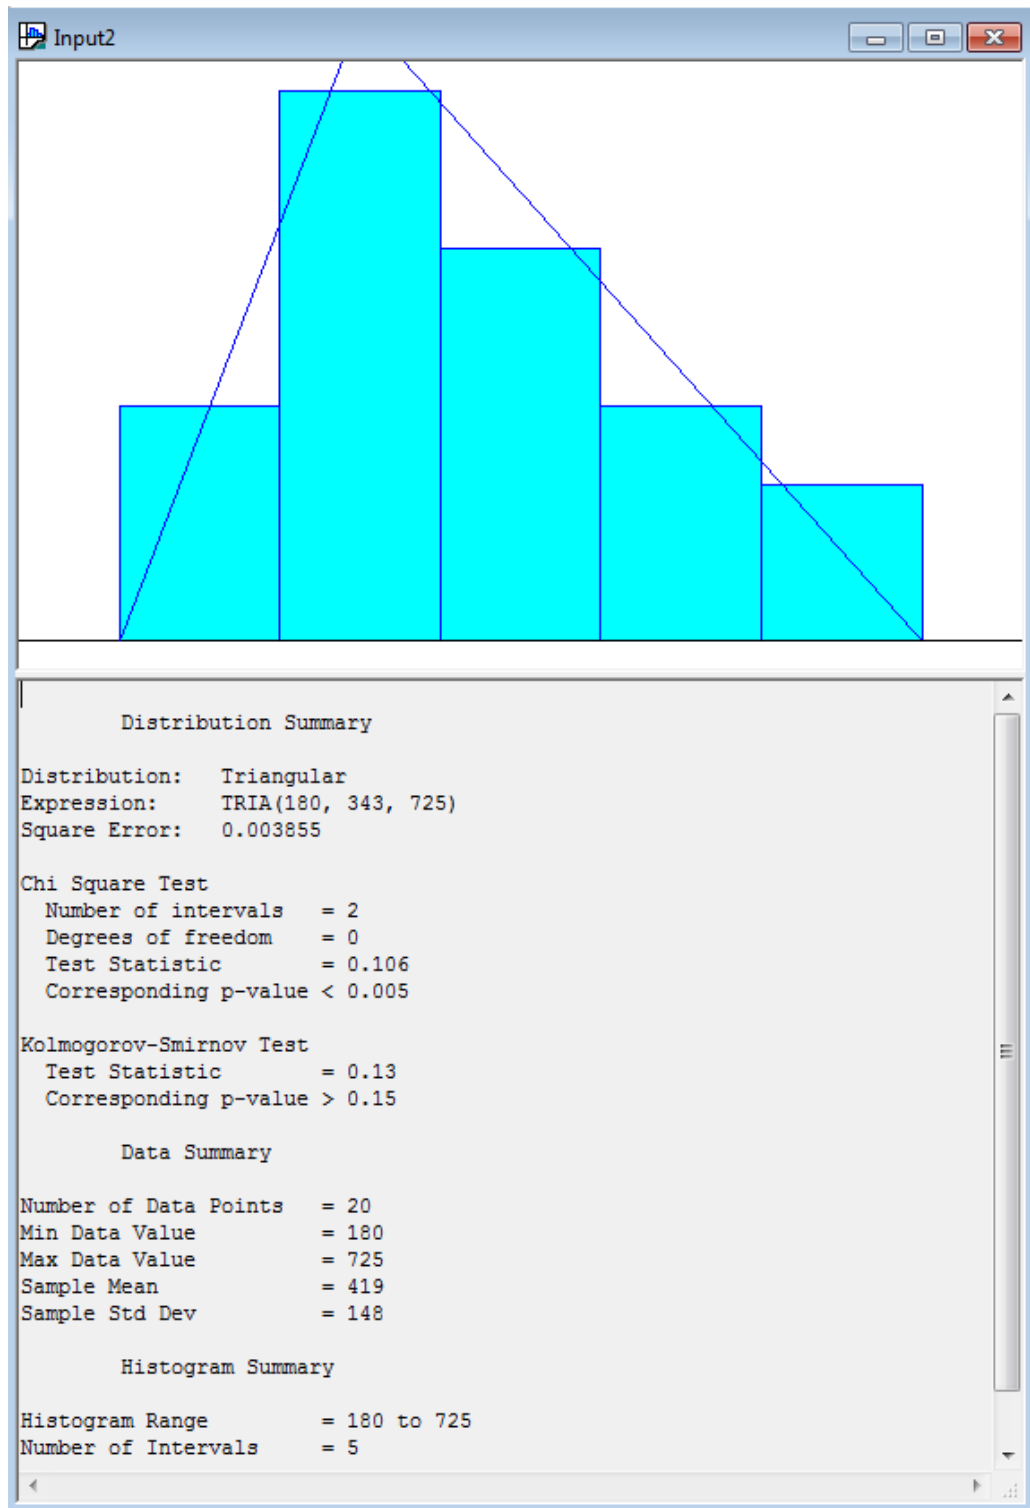 Input2
Distribution Summary
Distribution: Triangular
Expression: TRIA(180, 343, 725)
Square Error: 0.003855
Chi Square Test
Number of intervals = 2
Degrees of freedom = 0
Test Statistic = 0.106
Corresponding p-value < 0.005
Kolmogorov-Smirnov Test
Test Statistic = 0.13
Corresponding p-value > 0.15
Data Summary
Number of Data Points = 20
Min Data Value = 180
Max Data Value = 725
Sample Mean = 419
Sample Std Dev = 148
Histogram Summary
Histogram Range = 180 to 725
Number of Intervals = 5